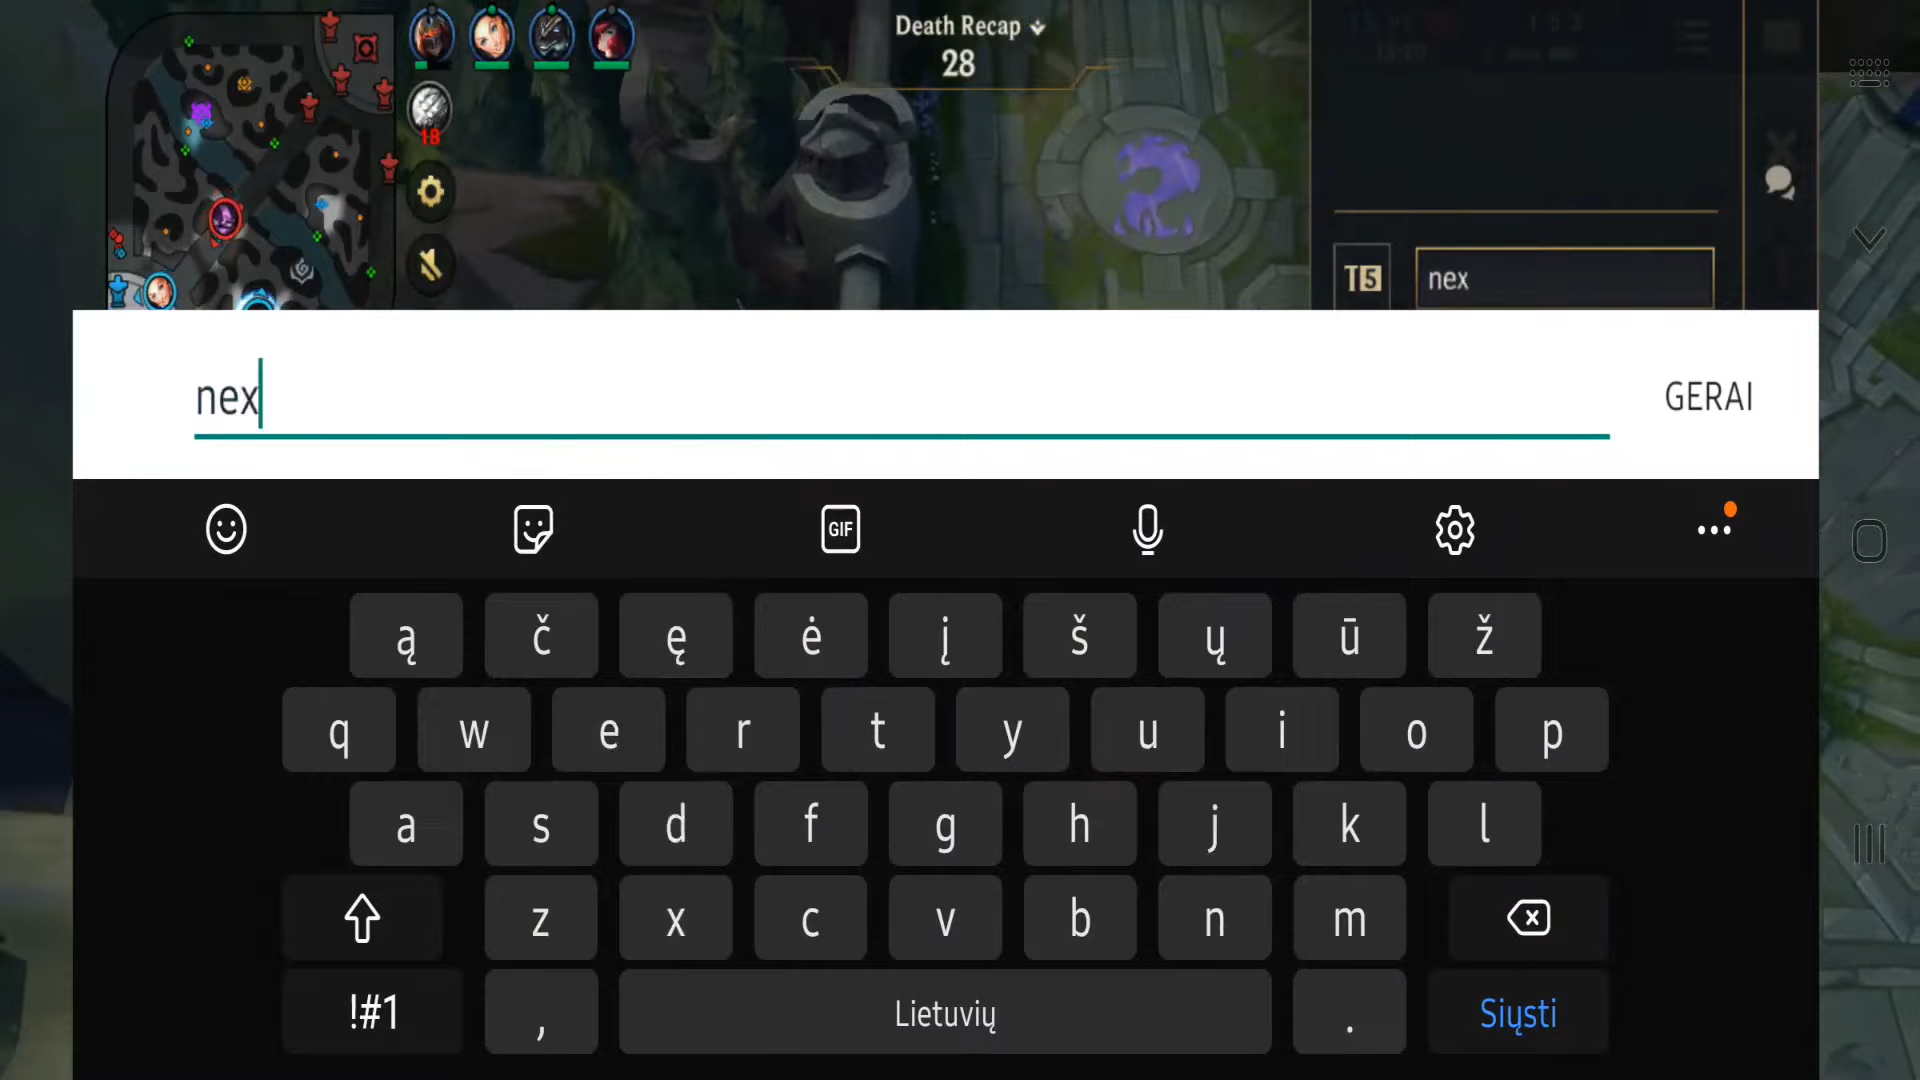 Death Recap
28
18
T5 nex
nex GERAI
GIF
ą č ę ė į š ų ū ž
q w e r t y u i o p
a s d f g h j k l
z x c v b n m
!#1 , Lietuvių . Siųsti